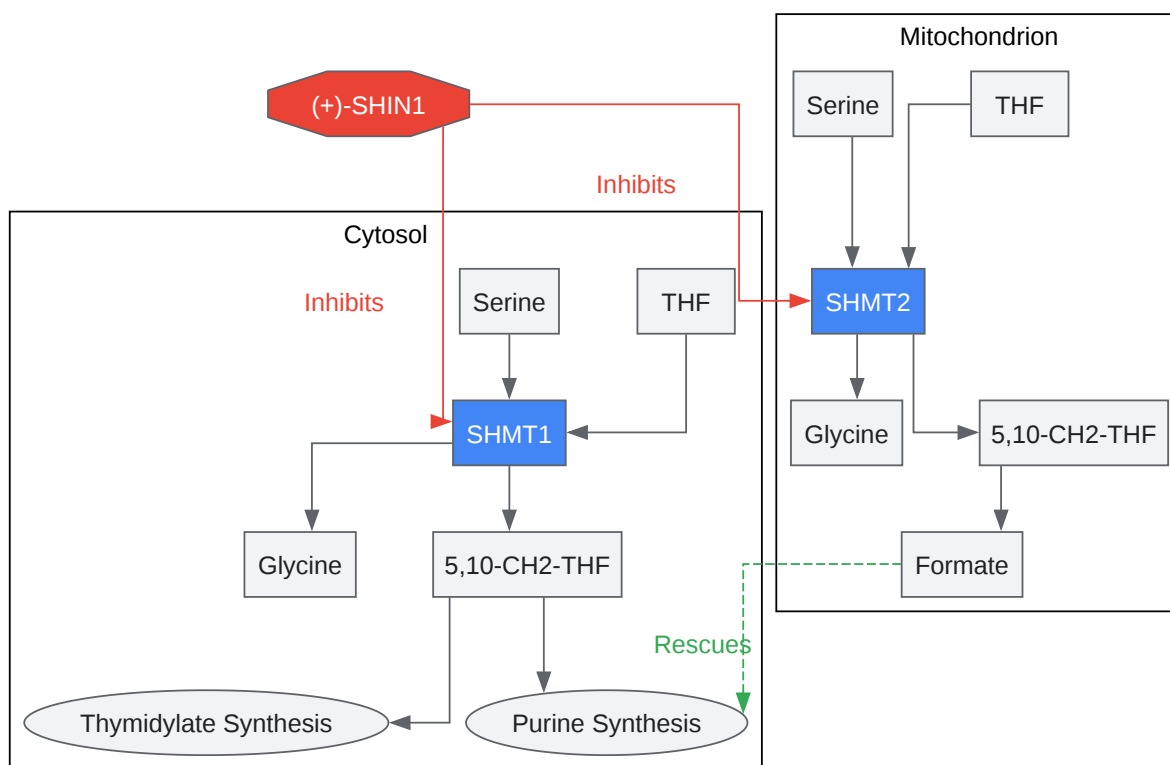 Mitochondrion
(+)-SHIN1
Serine
THF
Inhibits
Cytosol
Inhibits
Serine
THF
SHMT2
SHMT1
Glycine
5,10-CH2-THF
Glycine
5,10-CH2-THF
Formate
Rescues
Thymidylate Synthesis
Purine Synthesis